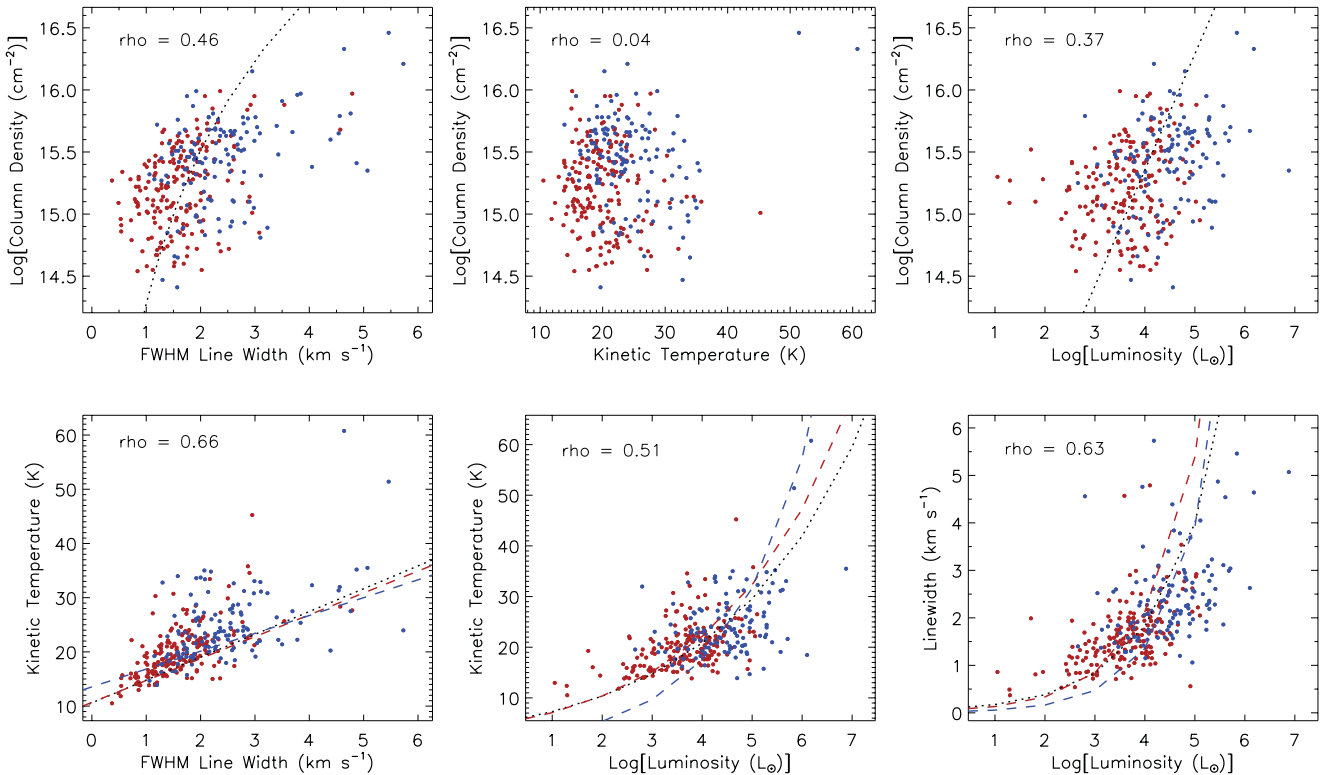 rho = 0.46
16.5
16.0
15.5
15.0
14.5
Log[Column Density (cm⁻²)]
0 1 2 3 4 5 6
FWHM Line Width (km s⁻¹)
rho = 0.04
16.5
16.0
15.5
15.0
14.5
Log[Column Density (cm⁻²)]
10 20 30 40 50 60
Kinetic Temperature (K)
rho = 0.37
16.5
16.0
15.5
15.0
14.5
Log[Column Density (cm⁻²)]
1 2 3 4 5 6 7
Log[Luminosity (L⊙)]
rho = 0.66
60
50
40
30
20
10
Kinetic Temperature (K)
0 1 2 3 4 5 6
FWHM Line Width (km s⁻¹)
rho = 0.51
60
50
40
30
20
10
Kinetic Temperature (K)
1 2 3 4 5 6 7
Log[Luminosity (L⊙)]
rho = 0.63
6
5
4
3
2
1
0
Linewidth (km s⁻¹)
1 2 3 4 5 6 7
Log[Luminosity (L⊙)]